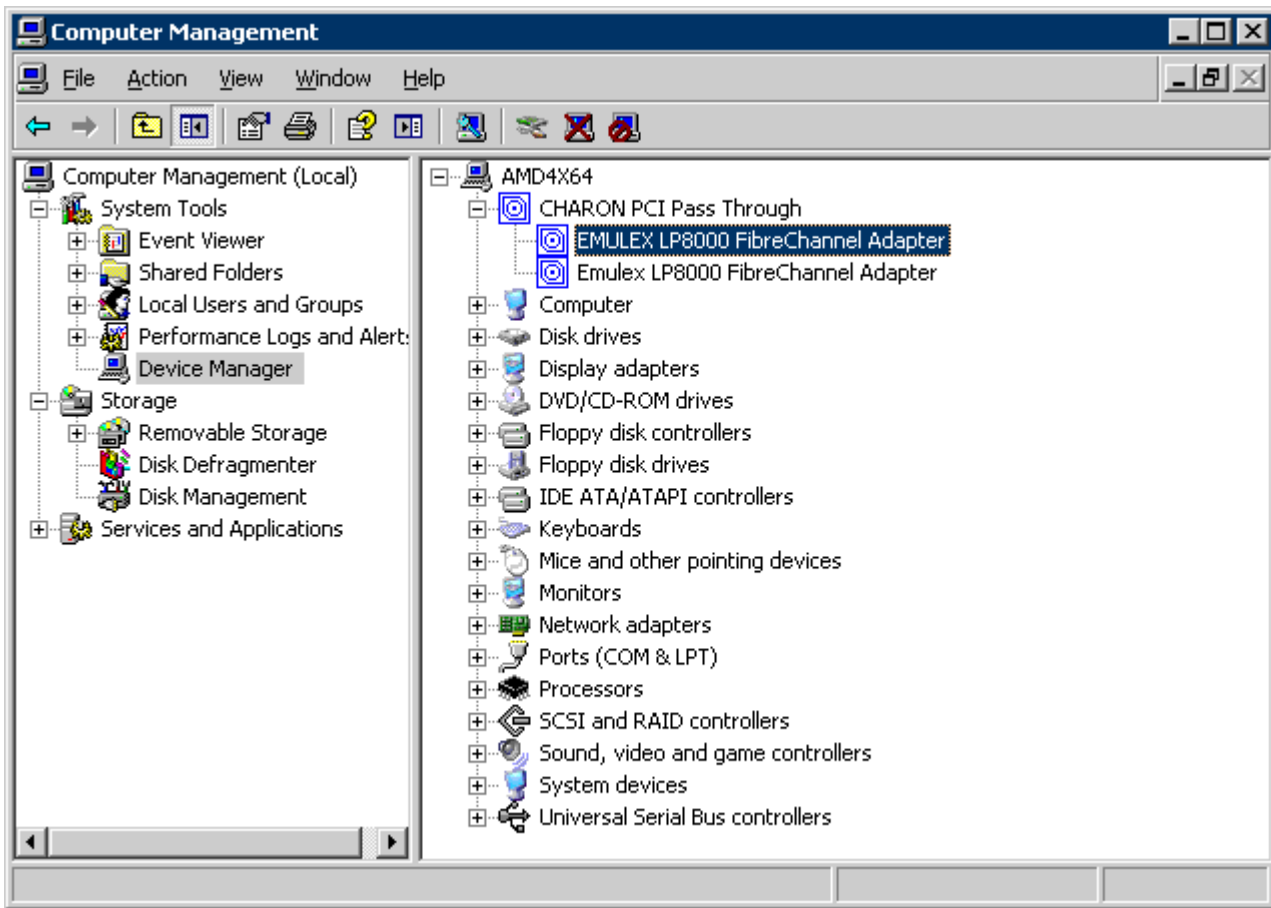 Computer Management
File Action View Window Help
Computer Management (Local)
System Tools
Event Viewer
Shared Folders
Local Users and Groups
Performance Logs and Alert
Device Manager
Storage
Removable Storage
Disk Defragmenter
Disk Management
Services and Applications
AMD4X64
CHARON PCI Pass Through
EMULEX LP8000 FibreChannel Adapter
Emulex LP8000 FibreChannel Adapter
Computer
Disk drives
Display adapters
DVD/CD-ROM drives
Floppy disk controllers
Floppy disk drives
IDE ATA/ATAPI controllers
Keyboards
Mice and other pointing devices
Monitors
Network adapters
Ports (COM & LPT)
Processors
SCSI and RAID controllers
Sound, video and game controllers
System devices
Universal Serial Bus controllers